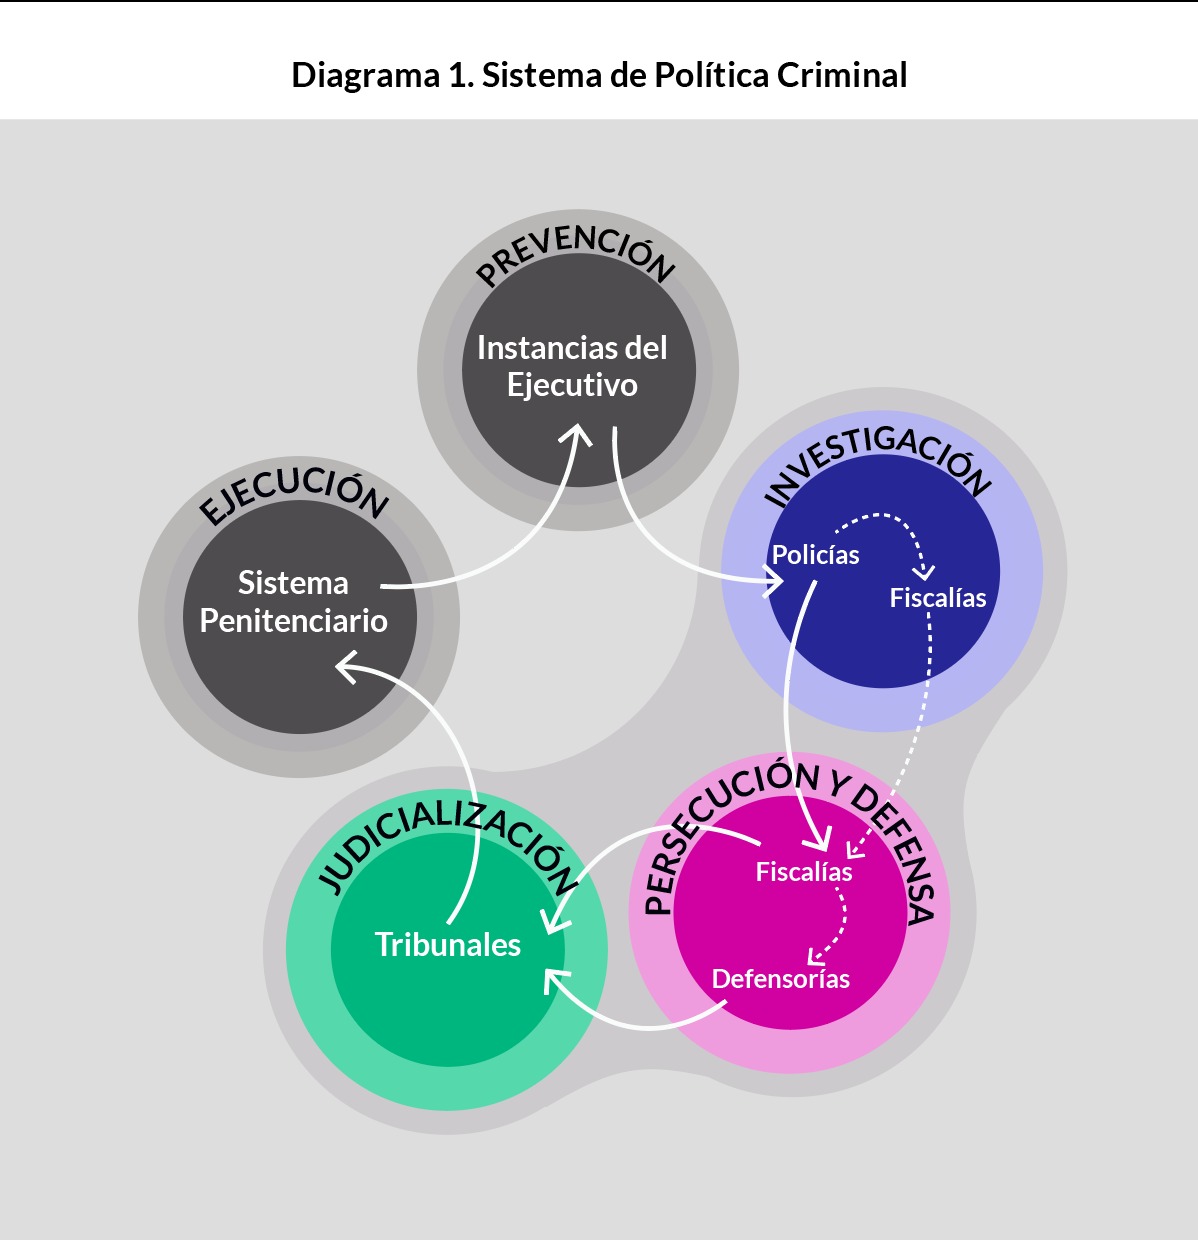 Diagrama 1. Sistema de Política Criminal
PREVENCIÓN
Instancias del
Ejecutivo
INVESTIGACIÓN
Policías
Fiscalías
EJECUCIÓN
Sistema
Penitenciario
PERSECUCIÓN Y DEFENSA
Fiscalías
Defensorías
JUDICIALIZACIÓN
Tribunales